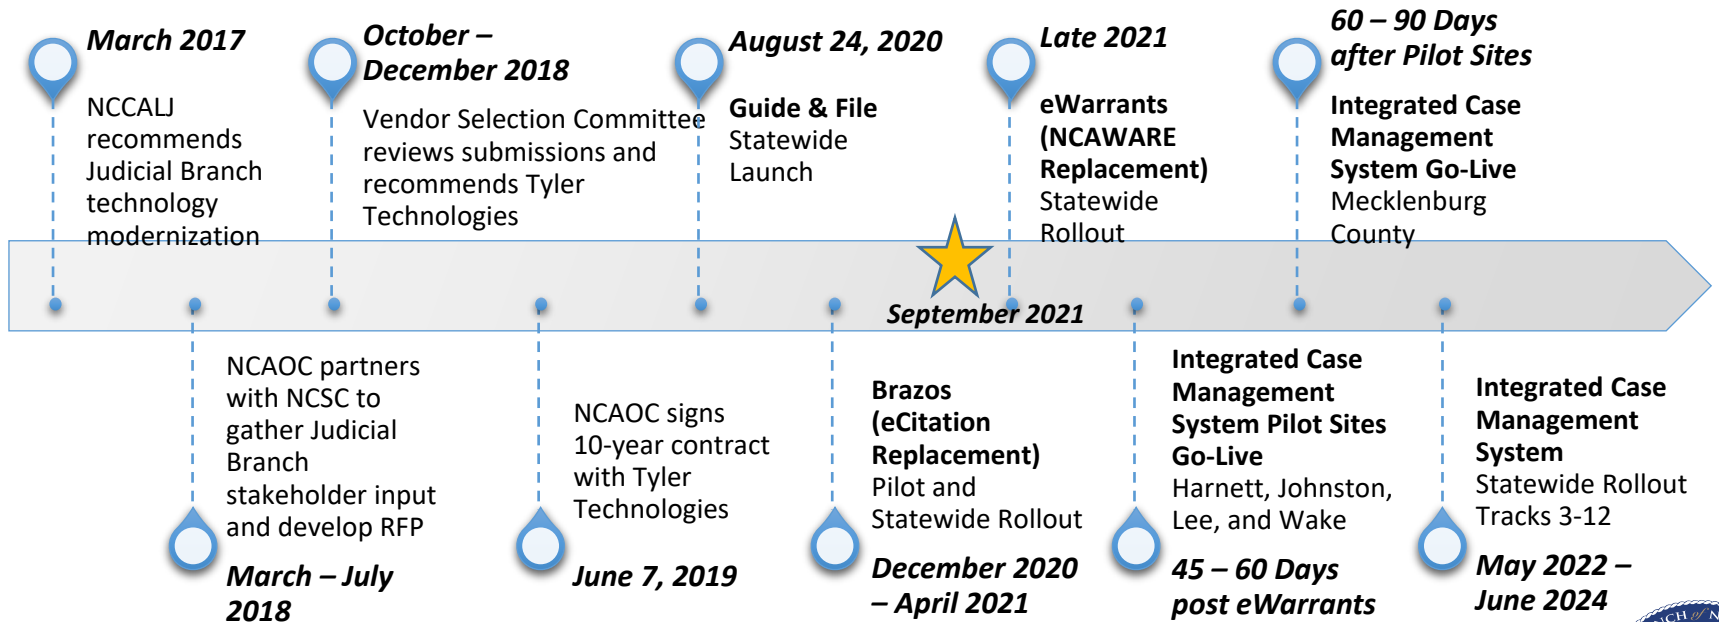 March 2017
NCCALJ
recommends
Judicial Branch
technology
modernization
October –
December 2018
Vendor Selection Committee
reviews submissions and
recommends Tyler
Technologies
August 24, 2020
Guide & File
Statewide
Launch
Late 2021
eWarrants
(NCAWARE
Replacement)
Statewide
Rollout
60 – 90 Days
after Pilot Sites
Integrated Case
Management
System Go-Live
Mecklenburg
County
September 2021
NCAOC partners
with NCSC to
gather Judicial
Branch
stakeholder input
and develop RFP
March – July
2018
NCAOC signs
10-year contract
with Tyler
Technologies
June 7, 2019
Brazos
(eCitation
Replacement)
Pilot and
Statewide Rollout
December 2020
– April 2021
Integrated Case
Management
System Pilot Sites
Go-Live
Harnett, Johnston,
Lee, and Wake
45 – 60 Days
post eWarrants
Integrated Case
Management
System
Statewide Rollout
Tracks 3-12
May 2022 –
June 2024